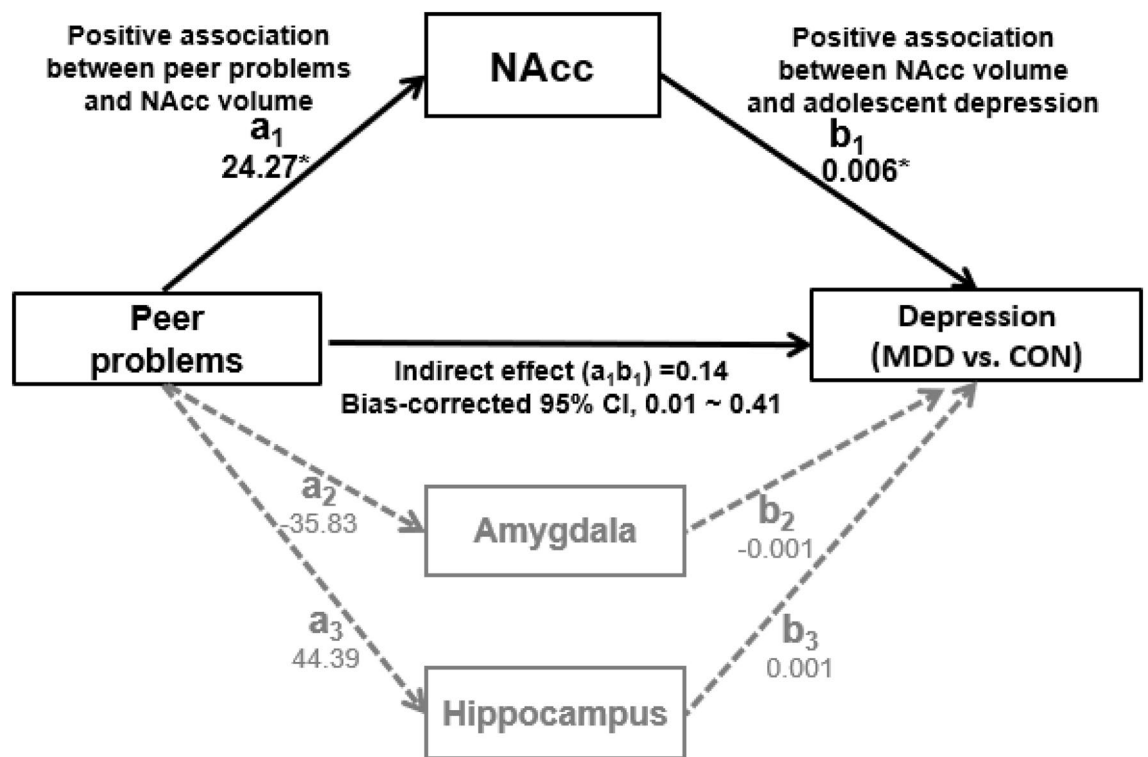 Positive association
between peer problems
and NAcc volume
a₁
24.27*
NAcc
Positive association
between NAcc volume
and adolescent depression
b₁
0.006*
Peer
problems
Depression
(MDD vs. CON)
Indirect effect (a₁b₁) =0.14
Bias-corrected 95% CI, 0.01 ~ 0.41
a₂
-35.83
Amygdala
b₂
-0.001
a₃
44.39
Hippocampus
b₃
0.001